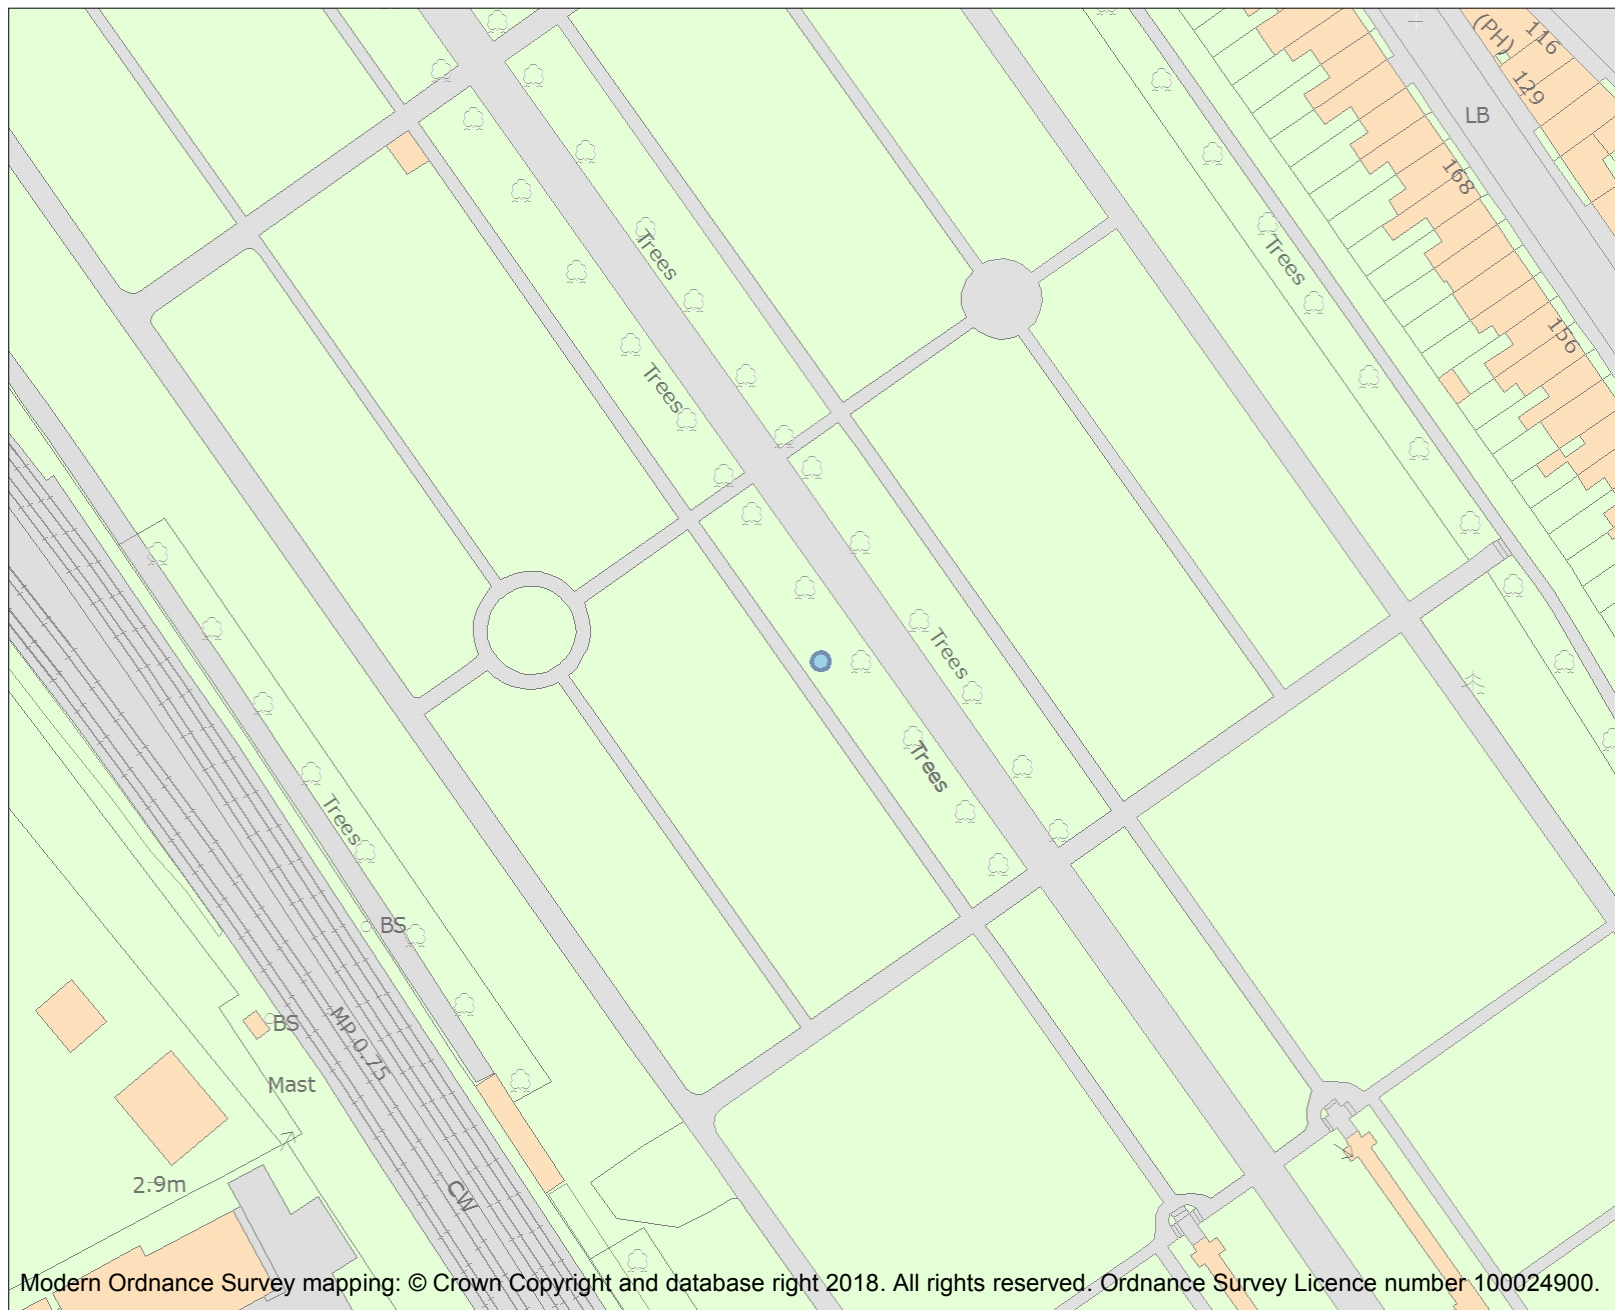 (PH)
116
129
LB
168
Trees
Trees
156
Trees
Trees
Trees
Trees
BS
BS
MP 0.75
Mast
2.9m
CW
Modern Ordnance Survey mapping: © Crown Copyright and database right 2018. All rights reserved. Ordnance Survey Licence number 100024900.